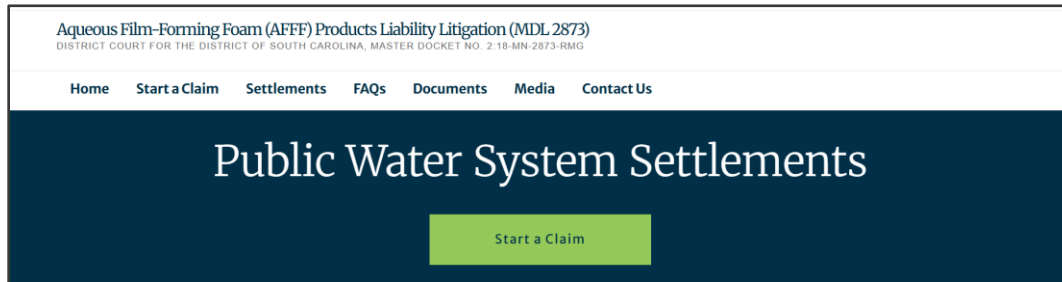 Aqueous Film-Forming Foam (AFFF) Products Liability Litigation (MDL 2873)
DISTRICT COURT FOR THE DISTRICT OF SOUTH CAROLINA, MASTER DOCKET NO. 2:18-MN-2873-RMG
Home Start a Claim Settlements FAQs Documents Media Contact Us
Public Water System Settlements
Start a Claim